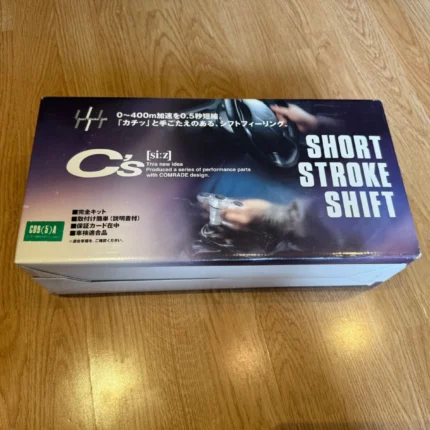 0〜400m加速を0.5秒短縮。
「カチッ」と手ごたえのある、シフトフィーリング。
C's [si:z]
This new idea
Produced a series of performance parts
with COMRADE design.
SHORT
STROKE
SHIFT
■完全キット
■取付け簡単(説明書付)
■保証カード在中
■車検適合品